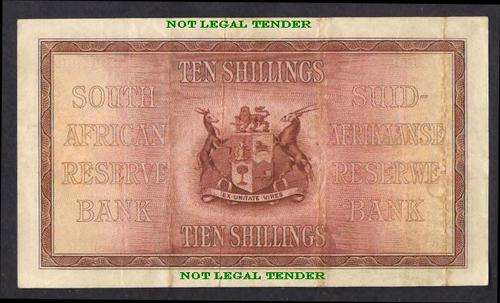 NOT LEGAL TENDER
TEN SHILLINGS
SOUTH
AFRICAN
RESERVE
BANK
SUID-
AFRIKAANSE
RESERWE-
BANK
EX UNITATE VIRES
TIEN SHILLINGS
NOT LEGAL TENDER